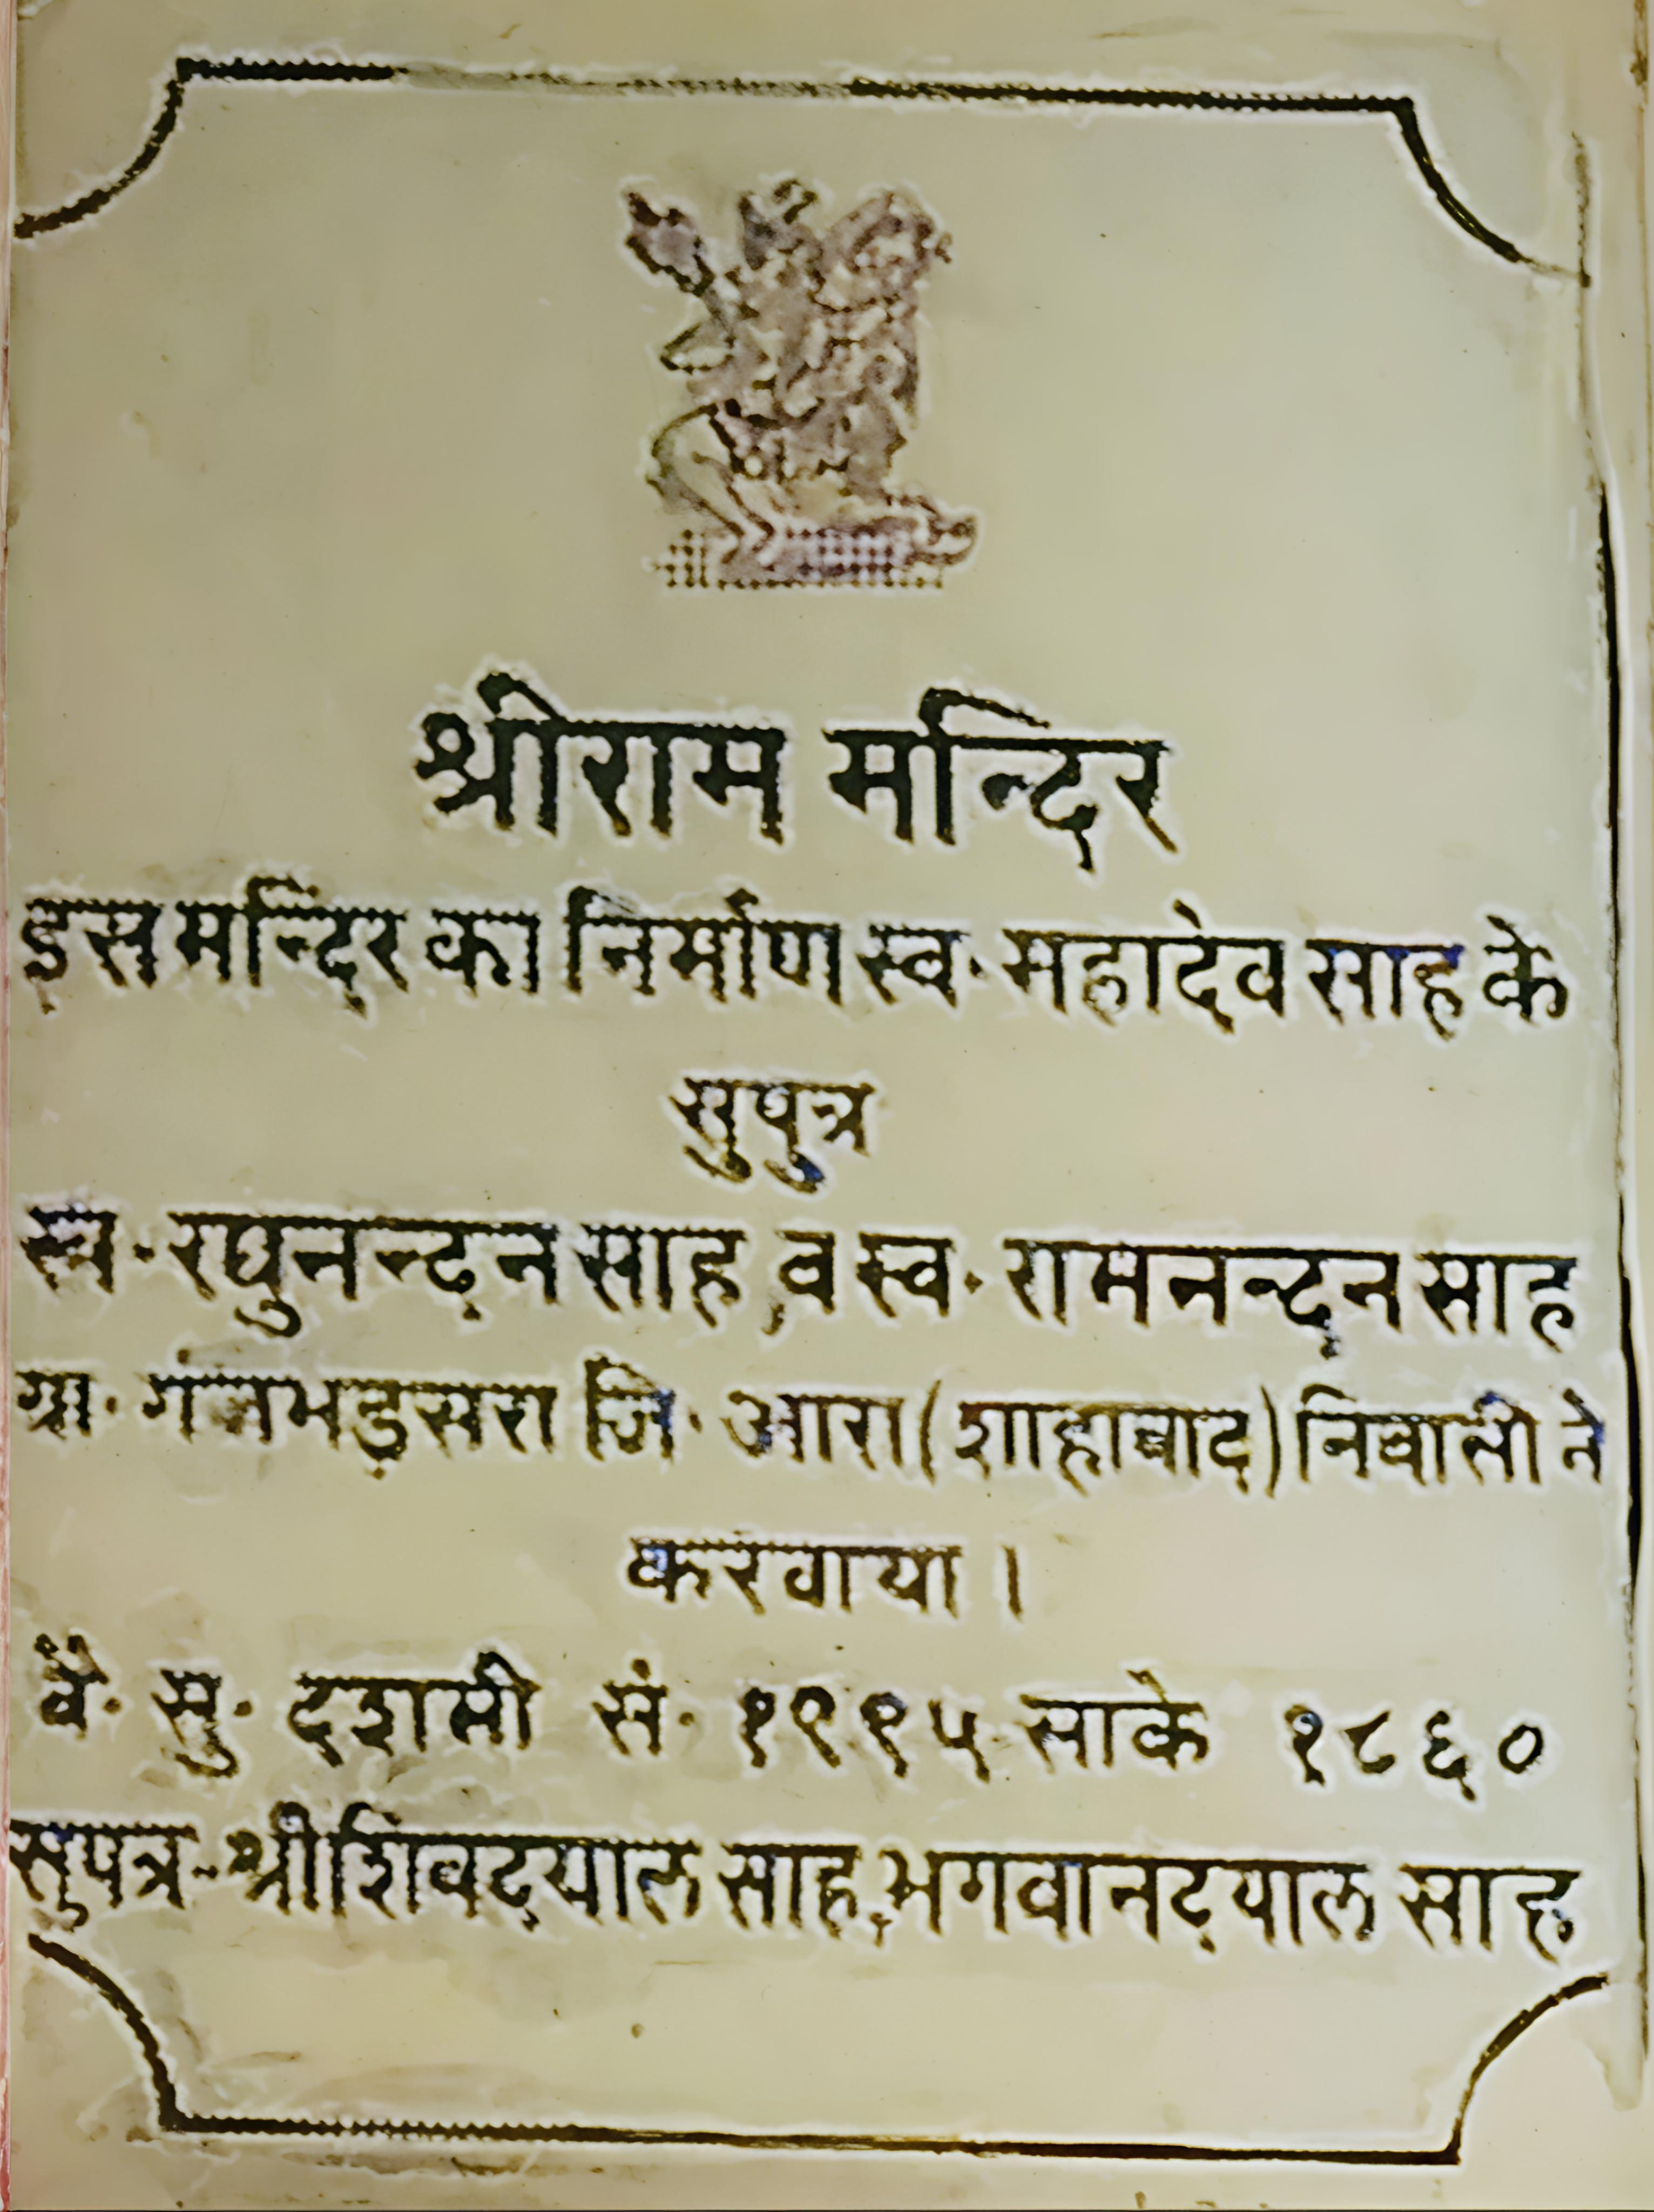 श्रीराम मन्दिर
इस मन्दिर का निर्माण स्व. महादेव साह के
सुपुत्र
स्व. रघुनन्दन साह व स्व. रामनन्दन साह
ग्रा. गंजभडुसरा जि. आरा (शाहाबाद) निवासी ने
करवाया।
वै. सु. दशमी सं. १९९५ साके १८६०
सुपत्र - श्री शिवदयाल साह, भगवानदयाल साह